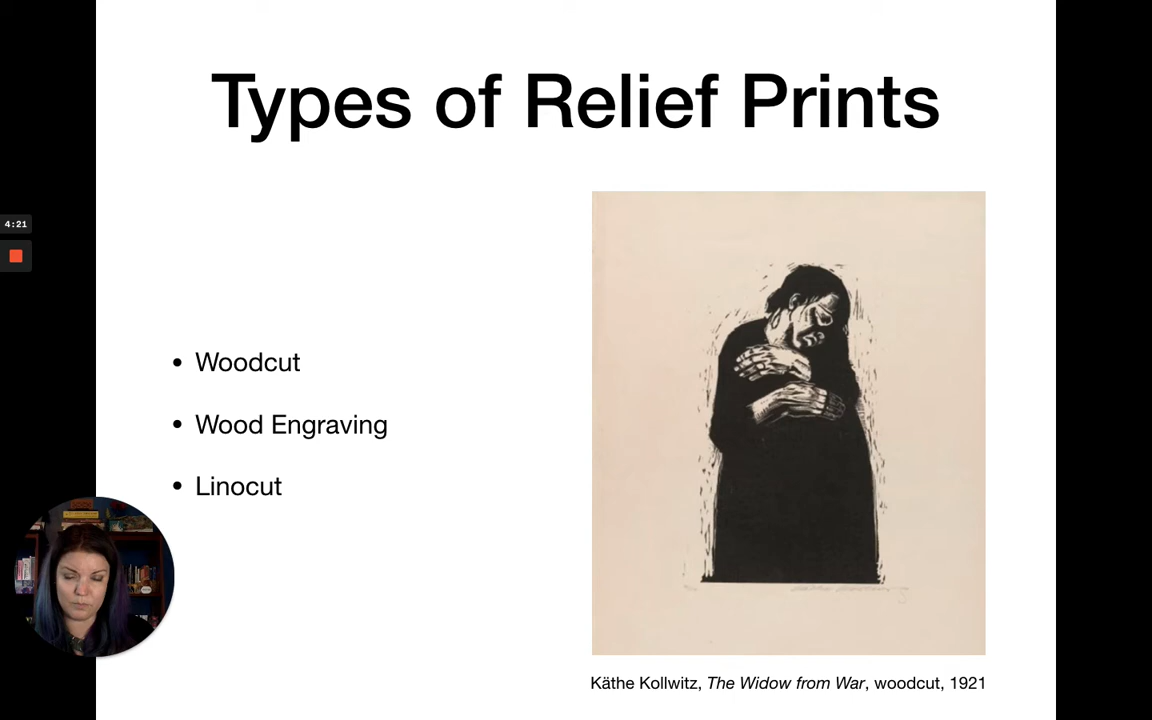 Types of Relief Prints
4:21
• Woodcut
• Wood Engraving
• Linocut
Käthe Kollwitz, The Widow from War, woodcut, 1921